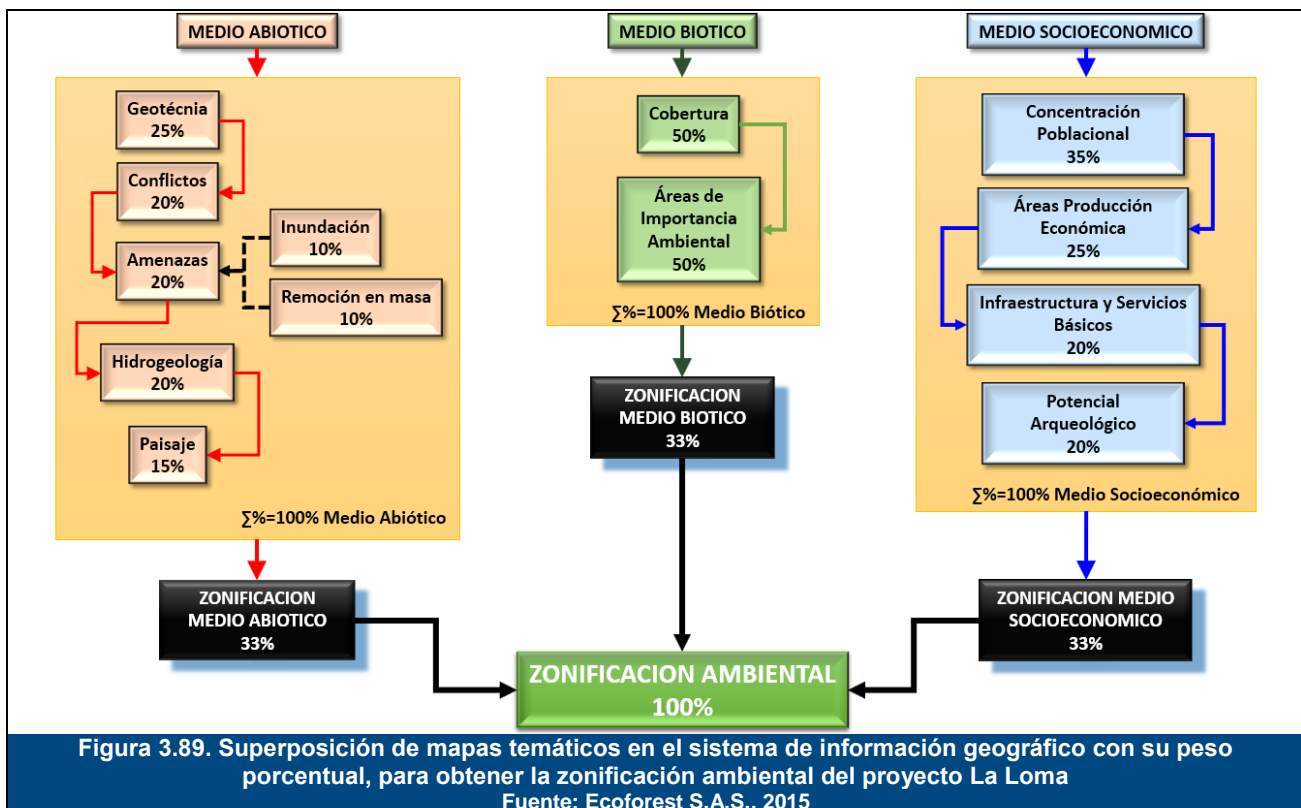 MEDIO ABIOTICO
Geotécnia
25%
Conflictos
20%
Amenazas
20%
Inundación
10%
Remoción en masa
10%
Hidrogeología
20%
Paisaje
15%
∑%=100% Medio Abiótico
ZONIFICACION
MEDIO ABIOTICO
33%
MEDIO BIOTICO
Cobertura
50%
Áreas de
Importancia
Ambiental
50%
∑%=100% Medio Biótico
ZONIFICACION
MEDIO BIOTICO
33%
MEDIO SOCIOECONOMICO
Concentración
Poblacional
35%
Áreas Producción
Económica
25%
Infraestructura y Servicios
Básicos
20%
Potencial
Arqueológico
20%
∑%=100% Medio Socioeconómico
ZONIFICACION MEDIO
SOCIOECONOMICO
33%
ZONIFICACION AMBIENTAL
100%
Figura 3.89. Superposición de mapas temáticos en el sistema de información geográfico con su peso
porcentual, para obtener la zonificación ambiental del proyecto La Loma
Fuente: Ecoforest S.A.S., 2015